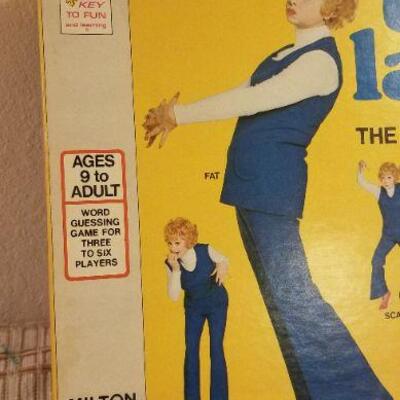 KEY
TO FUN
and learning
la
THE
AGES
9 to
ADULT
WORD
GUESSING
GAME FOR
THREE
TO SIX
PLAYERS
FAT
SCA
MILTON